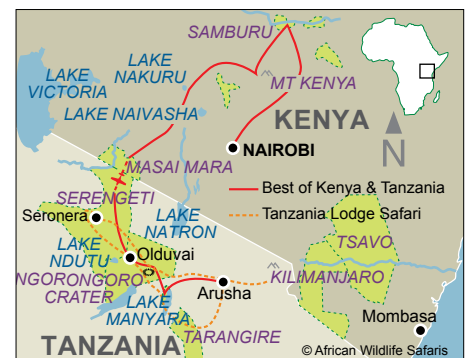 SAMBURU
LAKE
NAKURU
LAKE
VICTORIA
MT KENYA
LAKE NAIVASHA
KENYA
N
NAIROBI
MASAI MARA
Best of Kenya & Tanzania
SERENGETI
Tanzania Lodge Safari
Seronera
LAKE
NATRON
TSAVO
LAKE
NDUTU
Olduvai
NGORONGORO
CRATER
KILIMANJARO
Arusha
LAKE
MANYARA
Mombasa
TARANGIRE
TANZANIA
© African Wildlife Safaris